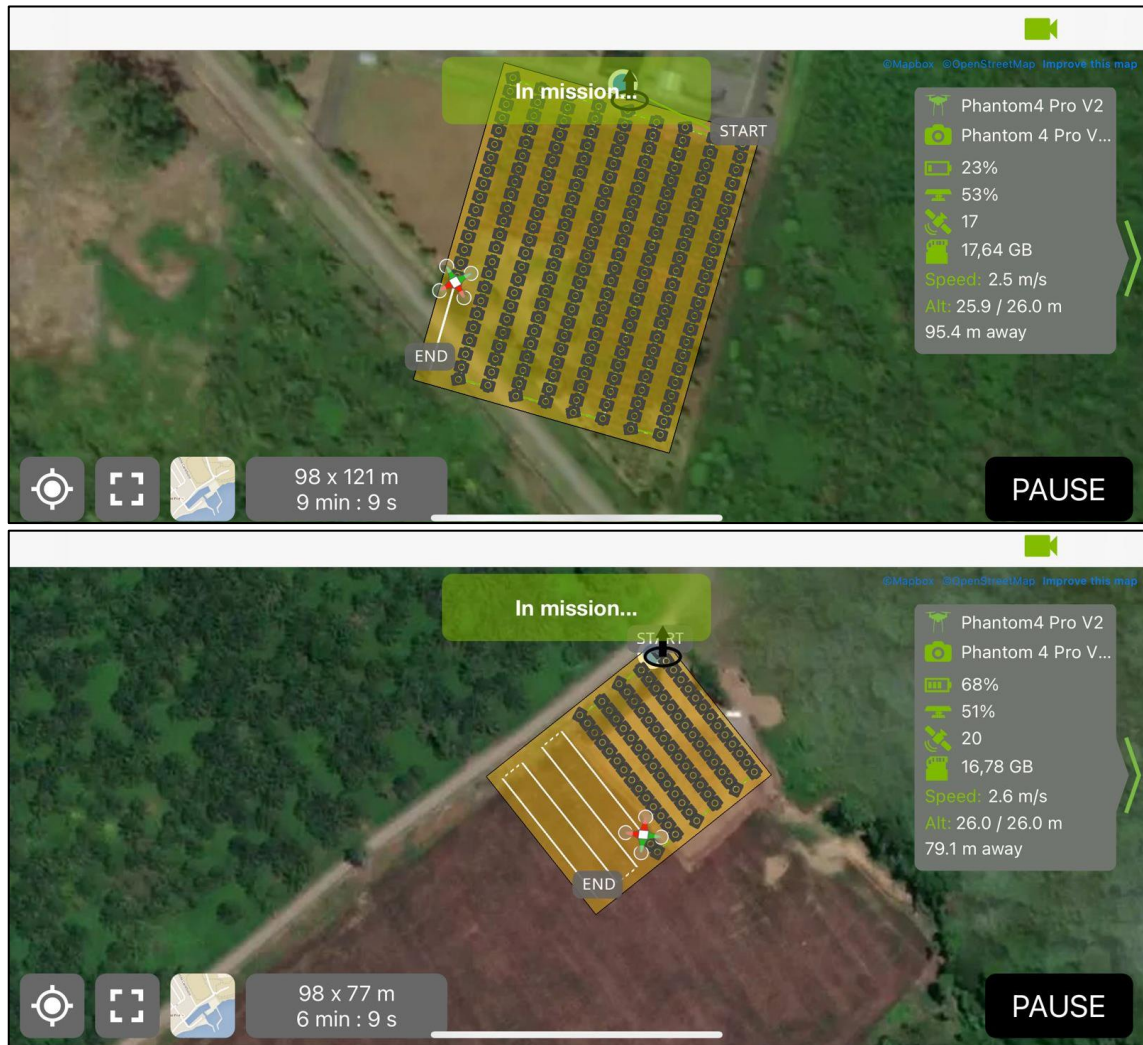 ©Mapbox ©OpenStreetMap Improve this map
In mission...
START
END
Phantom4 Pro V2
Phantom 4 Pro V...
23%
53%
17
17,64 GB
Speed: 2.5 m/s
Alt: 25.9 / 26.0 m
95.4 m away
98 x 121 m
9 min : 9 s
PAUSE
©Mapbox ©OpenStreetMap Improve this map
In mission...
START
END
Phantom4 Pro V2
Phantom 4 Pro V...
68%
51%
20
16,78 GB
Speed: 2.6 m/s
Alt: 26.0 / 26.0 m
79.1 m away
98 x 77 m
6 min : 9 s
PAUSE